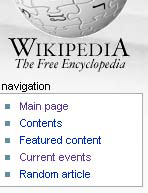 WIKIPEDIA
The Free Encyclopedia
navigation
Main page
Contents
Featured content
Current events
Random article